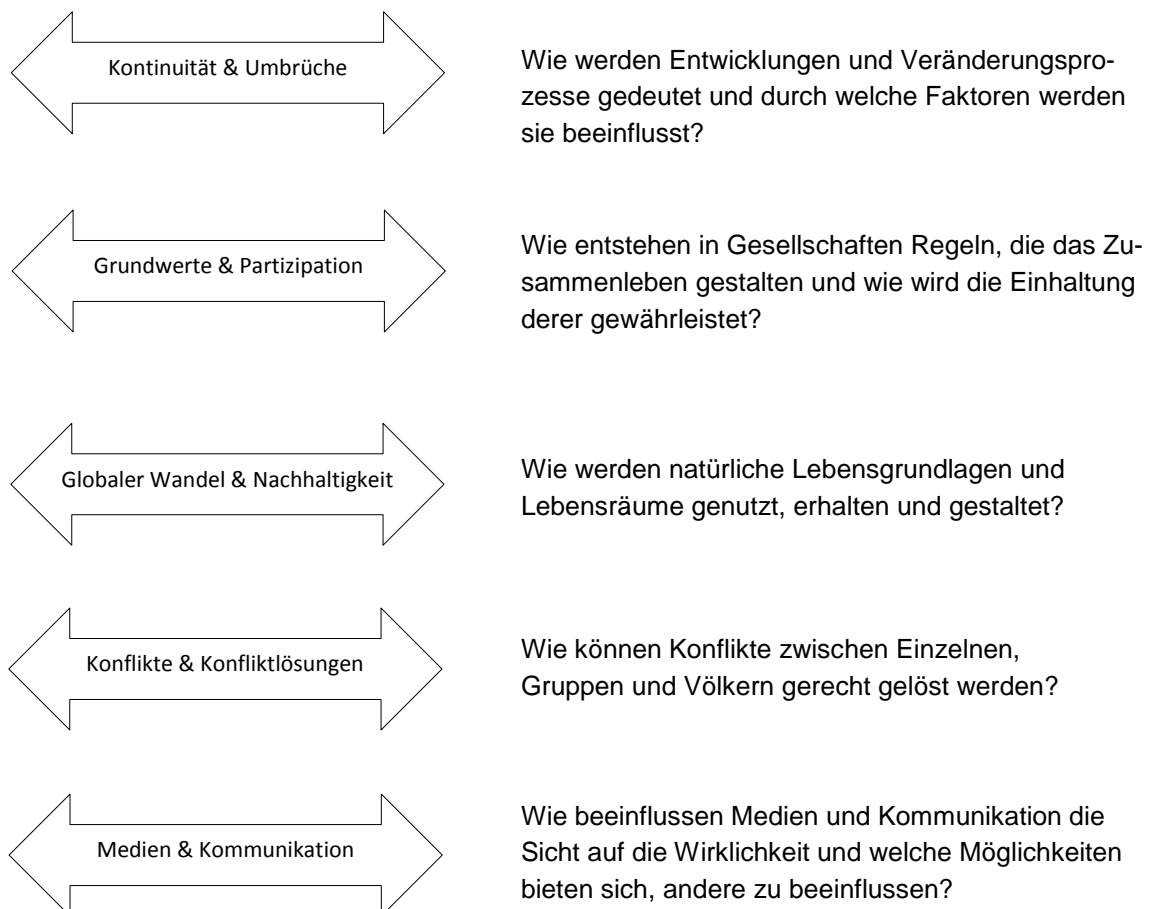 Kontinuität & Umbrüche
Wie werden Entwicklungen und Veränderungspro-
zesse gedeutet und durch welche Faktoren werden
sie beeinflusst?
Grundwerte & Partizipation
Wie entstehen in Gesellschaften Regeln, die das Zu-
sammenleben gestalten und wie wird die Einhaltung
derer gewährleistet?
Globaler Wandel & Nachhaltigkeit
Wie werden natürliche Lebensgrundlagen und
Lebensräume genutzt, erhalten und gestaltet?
Konflikte & Konfliktlösungen
Wie können Konflikte zwischen Einzelnen,
Gruppen und Völkern gerecht gelöst werden?
Medien & Kommunikation
Wie beeinflussen Medien und Kommunikation die
Sicht auf die Wirklichkeit und welche Möglichkeiten
bieten sich, andere zu beeinflussen?